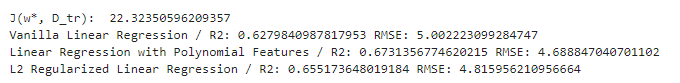 J(w*, D_tr):  22.32350596209357
Vanilla Linear Regression / R2: 0.6279840987817953 RMSE: 5.002223099284747
Linear Regression with Polynomial Features / R2: 0.6731356774620215 RMSE: 4.688847040701102
L2 Regularized Linear Regression / R2: 0.655173648019184 RMSE: 4.815956210956664